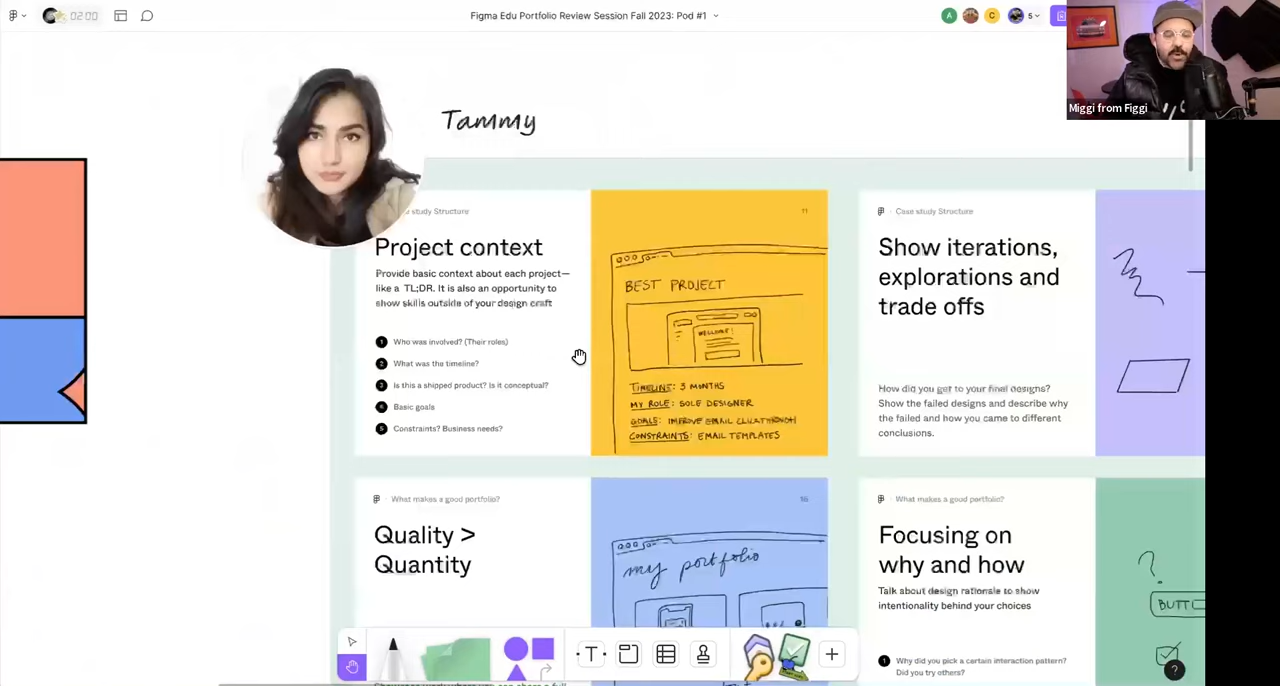 02:00
Figma Edu Portfolio Review Session Fall 2023: Pod #1
A
C
5
Miggi from Figgi
Tammy
study Structure
11
Project context
Provide basic context about each project—
like a TL;DR. It is also an opportunity to
show skills outside of your design craft
1 Who was involved? (Their roles)
2 What was the timeline?
3 Is this a shipped product? Is it conceptual?
4 Basic goals
5 Constraints? Business needs?
BEST PROJECT
WELCOME!
TIMELINE: 3 MONTHS
MY ROLE: SOLE DESIGNER
GOALS: IMPROVE EMAIL CLICKTHROUGH
CONSTRAINTS: EMAIL TEMPLATES
Case study Structure
Show iterations,
explorations and
trade offs
How did you get to your final designs?
Show the failed designs and describe why
the failed and how you came to different
conclusions.
What makes a good portfolio?
16
Quality >
Quantity
my portfolio
What makes a good portfolio?
Focusing on
why and how
Talk about design rationale to show
intentionality behind your choices
1 Why did you pick a certain interaction pattern?
Did you try others?
?
BUTTO
T
?